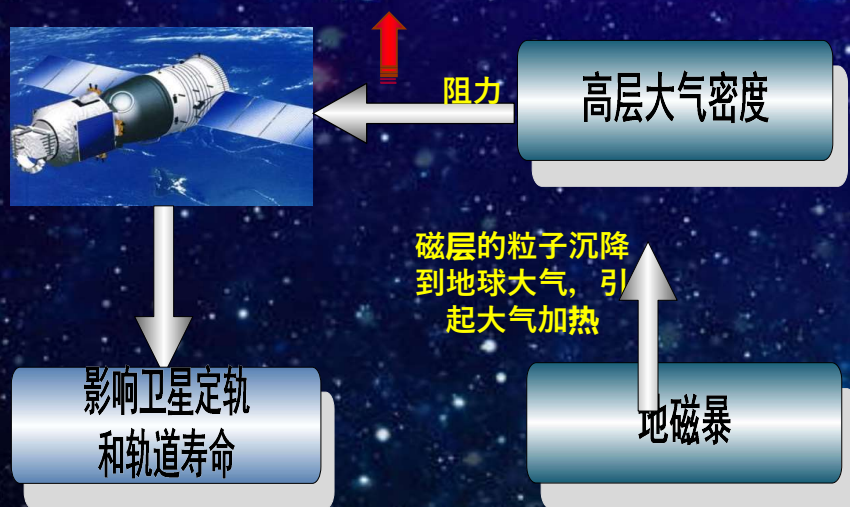 阻力
高层大气密度
磁层的粒子沉降
到地球大气，引
起大气加热
影响卫星定轨
和轨道寿命
地磁暴